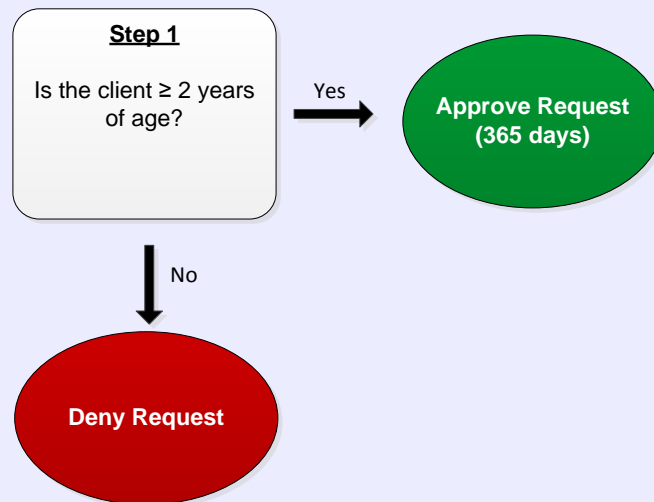 Step 1
Is the client ≥ 2 years
of age?
Yes
Approve Request
(365 days)
No
Deny Request